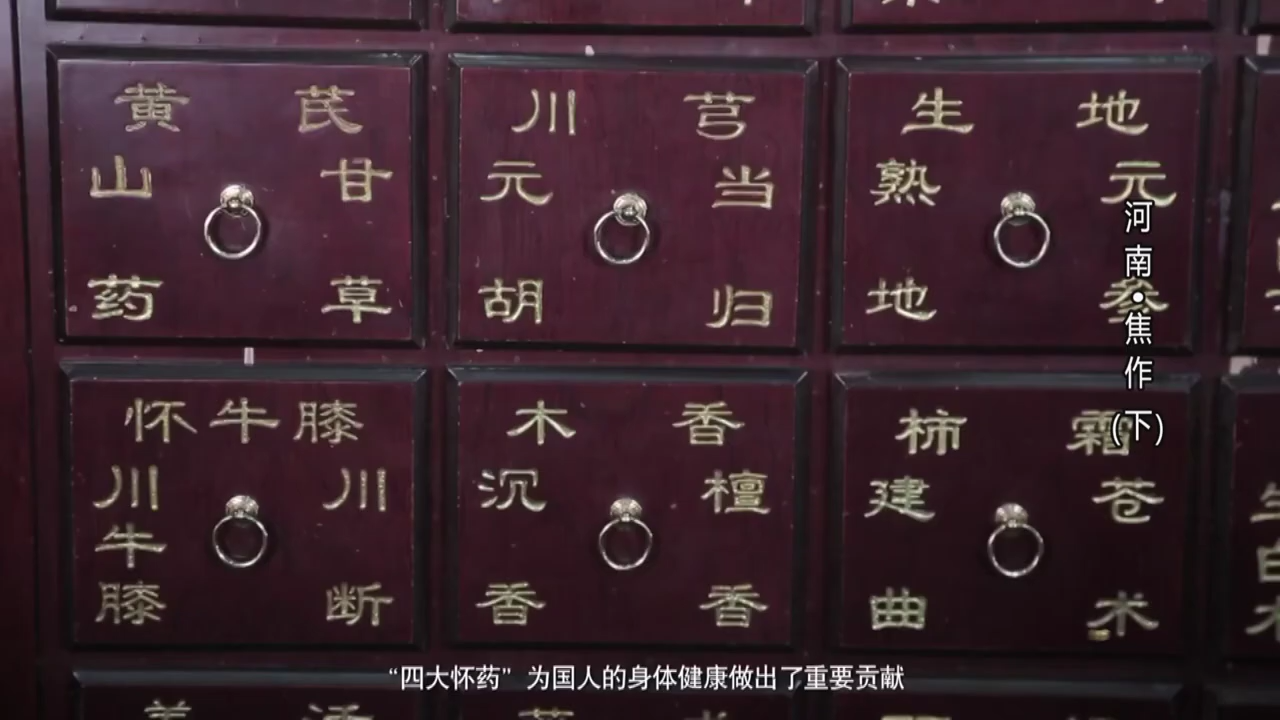 黄芪
山药
甘草
川芎
元胡
当归
生地
熟地
元参
怀牛膝
川牛膝
川断
木香
沉香
檀香
柿霜
建曲
苍术
河南·焦作(下)
“四大怀药”为国人的身体健康做出了重要贡献